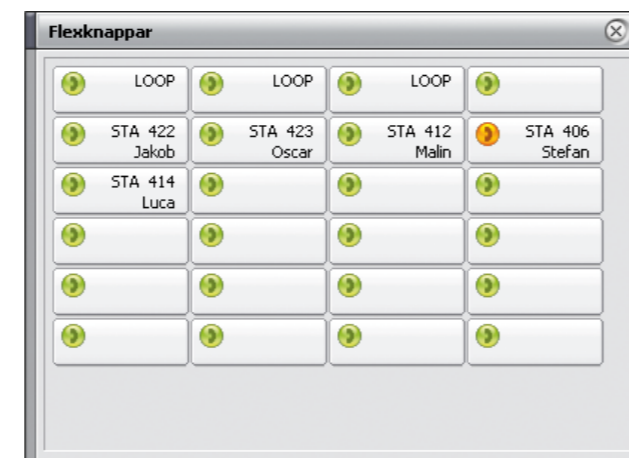 Flexknappar
LOOP
LOOP
LOOP
STA 422
Jakob
STA 423
Oscar
STA 412
Malin
STA 406
Stefan
STA 414
Luca